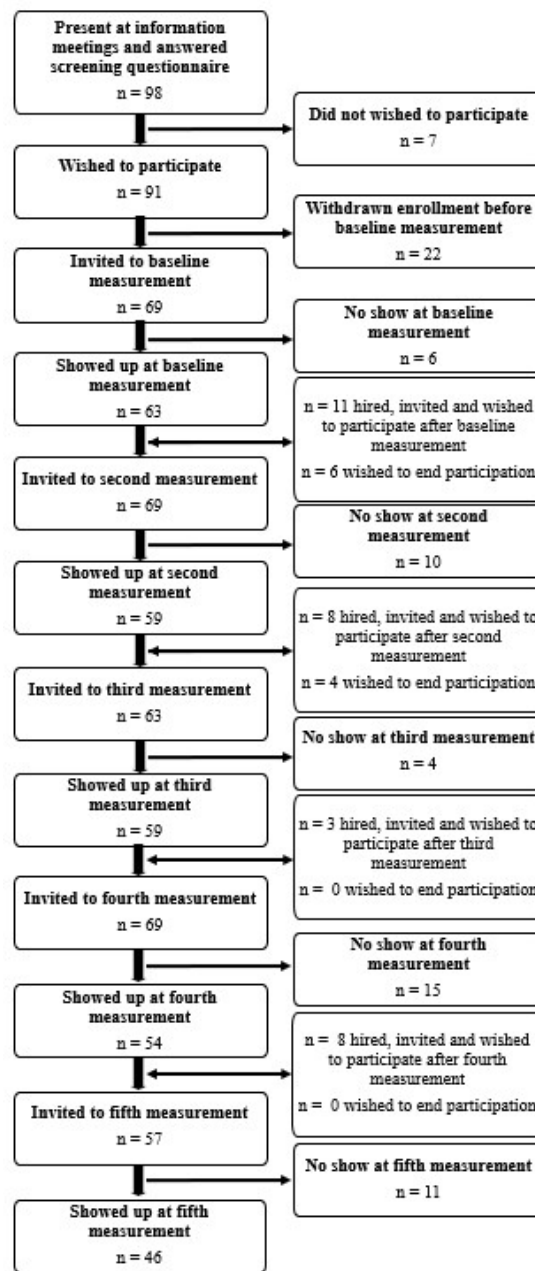 Present at information
meetings and answered
screening questionnaire
n = 98
Did not wished to participate
n = 7
Wished to participate
n = 91
Withdrawn enrollment before
baseline measurement
n = 22
Invited to baseline
measurement
n = 69
No show at baseline
measurement
n = 6
Showed up at baseline
measurement
n = 63
n = 11 hired, invited and wished
to participate after baseline
measurement
n = 6 wished to end participation
Invited to second measurement
n = 69
No show at second
measurement
n = 10
Showed up at second
measurement
n = 59
n = 8 hired, invited and wished to
participate after second
measurement
n = 4 wished to end participation
Invited to third measurement
n = 63
No show at third measurement
n = 4
Showed up at third
measurement
n = 59
n = 3 hired, invited and wished to
participate after third
measurement
n = 0 wished to end participation
Invited to fourth measurement
n = 69
No show at fourth
measurement
n = 15
Showed up at fourth
measurement
n = 54
n = 8 hired, invited and wished
to participate after fourth
measurement
n = 0 wished to end participation
Invited to fifth measurement
n = 57
No show at fifth measurement
n = 11
Showed up at fifth
measurement
n = 46